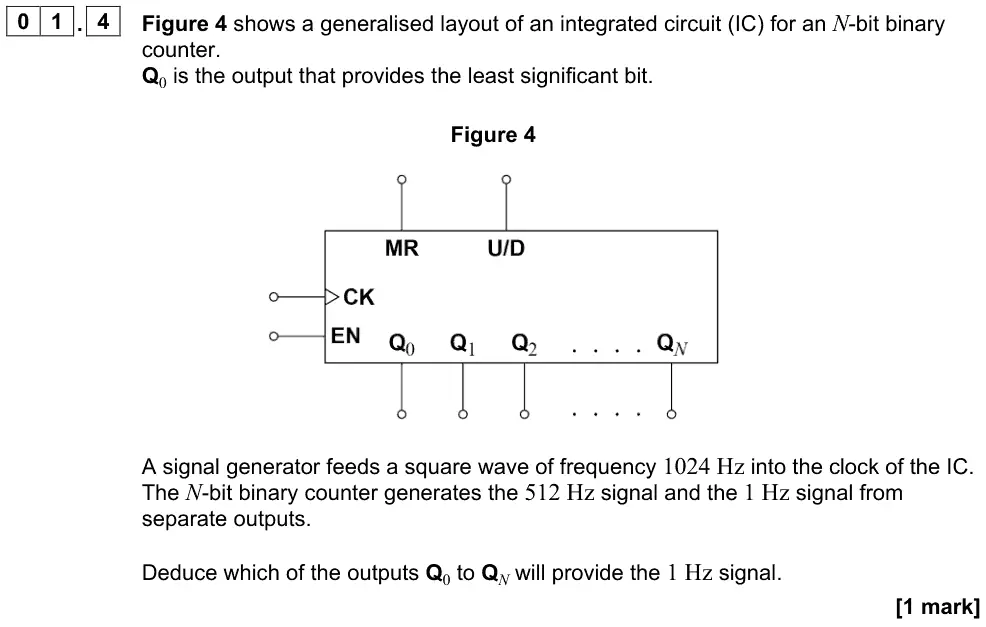 0 1 . 4 Figure 4 shows a generalised layout of an integrated circuit (IC) for an N-bit binary
counter.
Q0 is the output that provides the least significant bit.
Figure 4
MR U/D
CK
EN Q0 Q1 Q2 . . . . QN
. . . .
A signal generator feeds a square wave of frequency 1024 Hz into the clock of the IC.
The N-bit binary counter generates the 512 Hz signal and the 1 Hz signal from
separate outputs.
Deduce which of the outputs Q0 to QN will provide the 1 Hz signal.
[1 mark]